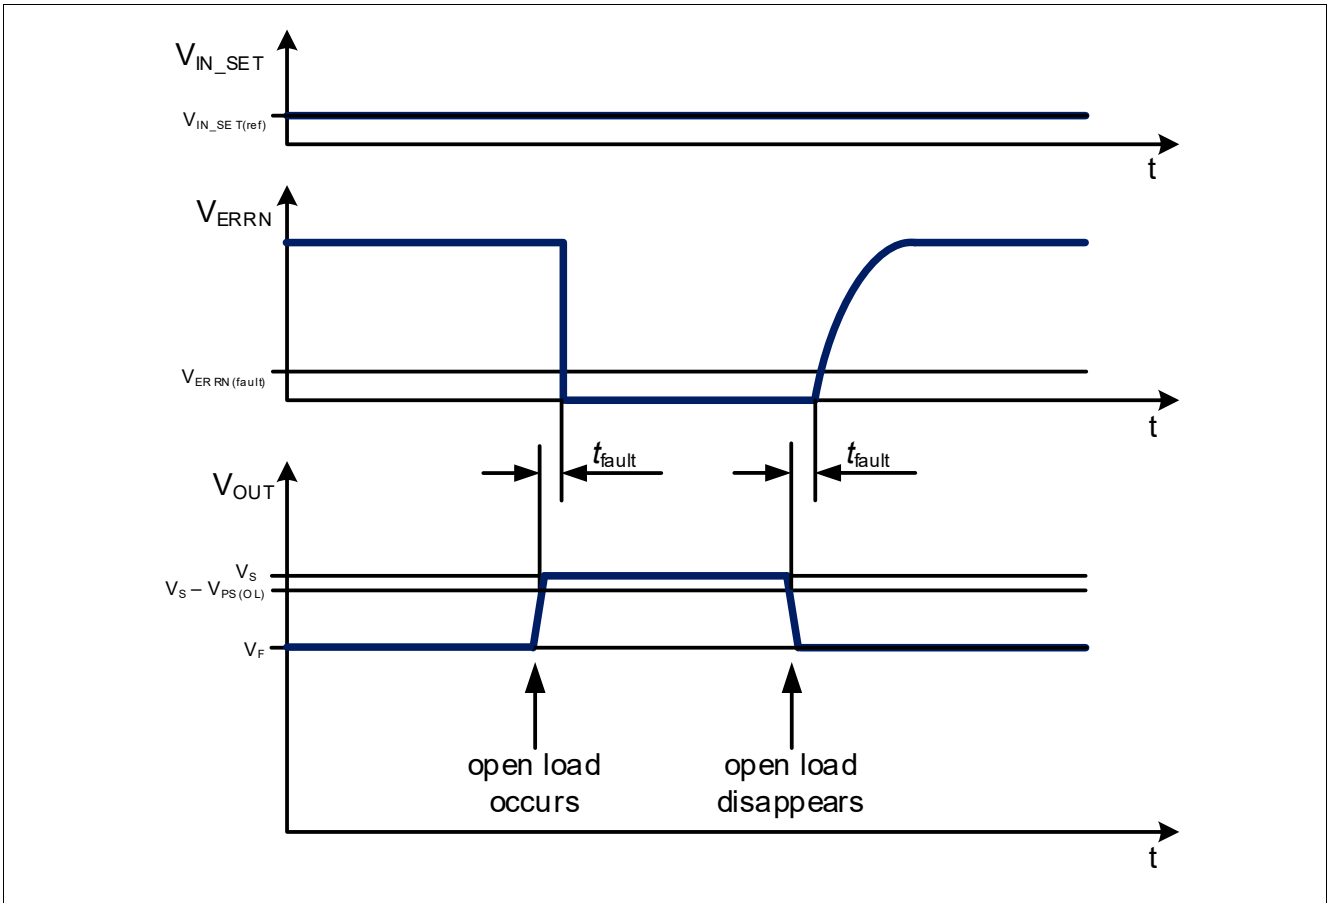 V_IN_SET
V_IN_SET(ref)
t
V_ERRN
V_ERRN(fault)
t
t_fault
t_fault
V_OUT
V_S
V_S – V_PS(OL)
V_F
open load
occurs
open load
disappears
t